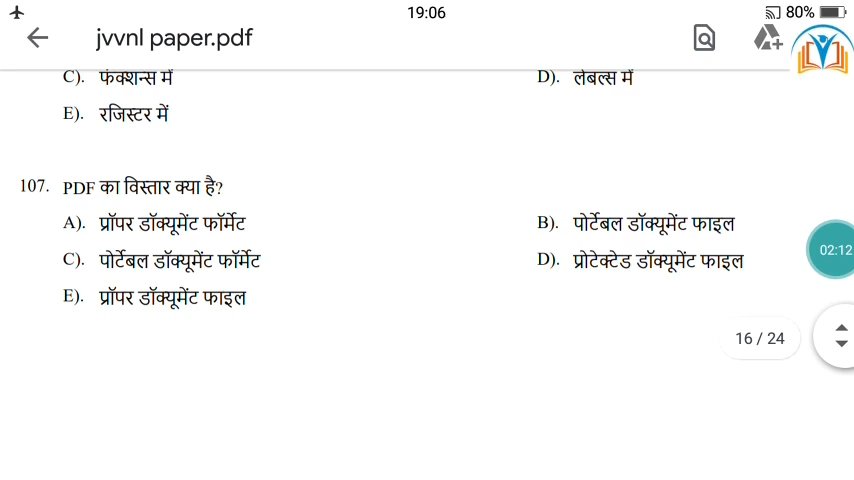 19:06
80%
jvvnl paper.pdf
C). फंक्शन्स में D). लेबल्स में
E). रजिस्टर में
107. PDF का विस्तार क्या है?
A). प्रॉपर डॉक्यूमेंट फॉर्मेट B). पोर्टेबल डॉक्यूमेंट फाइल
C). पोर्टेबल डॉक्यूमेंट फॉर्मेट D). प्रोटेक्टेड डॉक्यूमेंट फाइल
E). प्रॉपर डॉक्यूमेंट फाइल
02:12
16 / 24